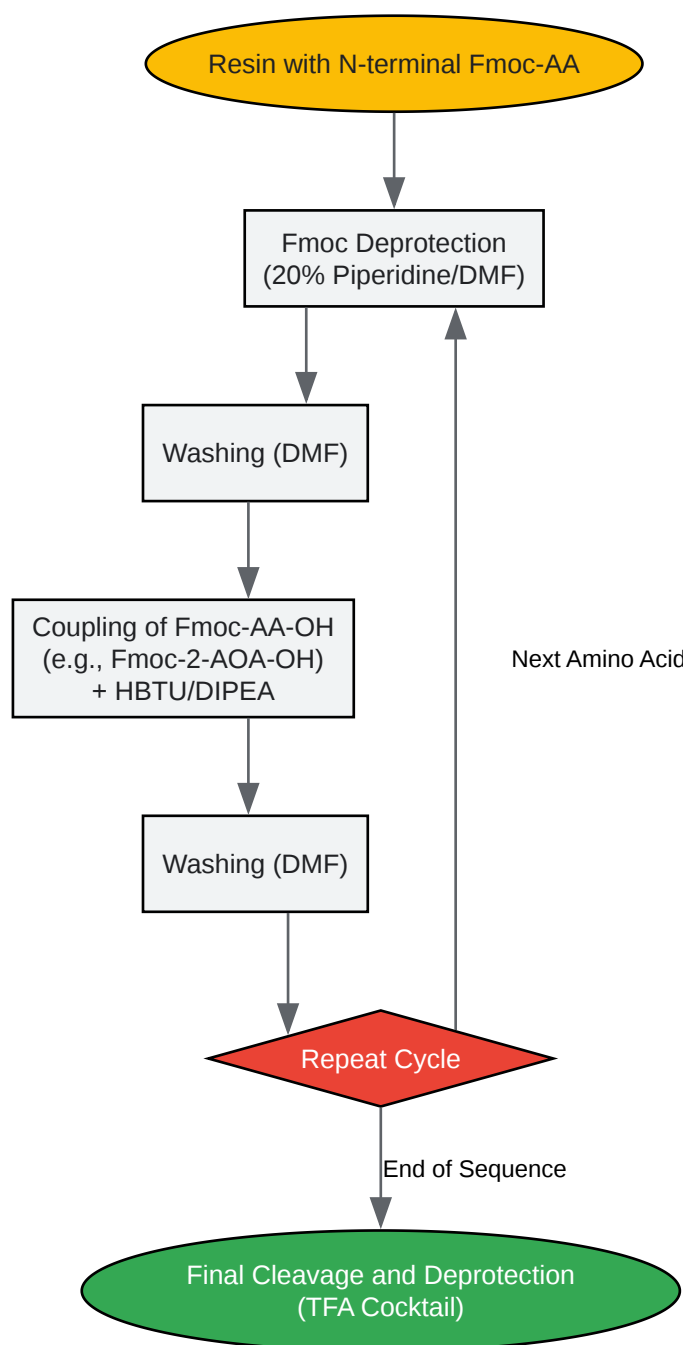 Resin with N-terminal Fmoc-AA
Fmoc Deprotection
(20% Piperidine/DMF)
Washing (DMF)
Coupling of Fmoc-AA-OH
(e.g., Fmoc-2-AOA-OH)
+ HBTU/DIPEA
Next Amino Acid
Washing (DMF)
Repeat Cycle
End of Sequence
Final Cleavage and Deprotection
(TFA Cocktail)